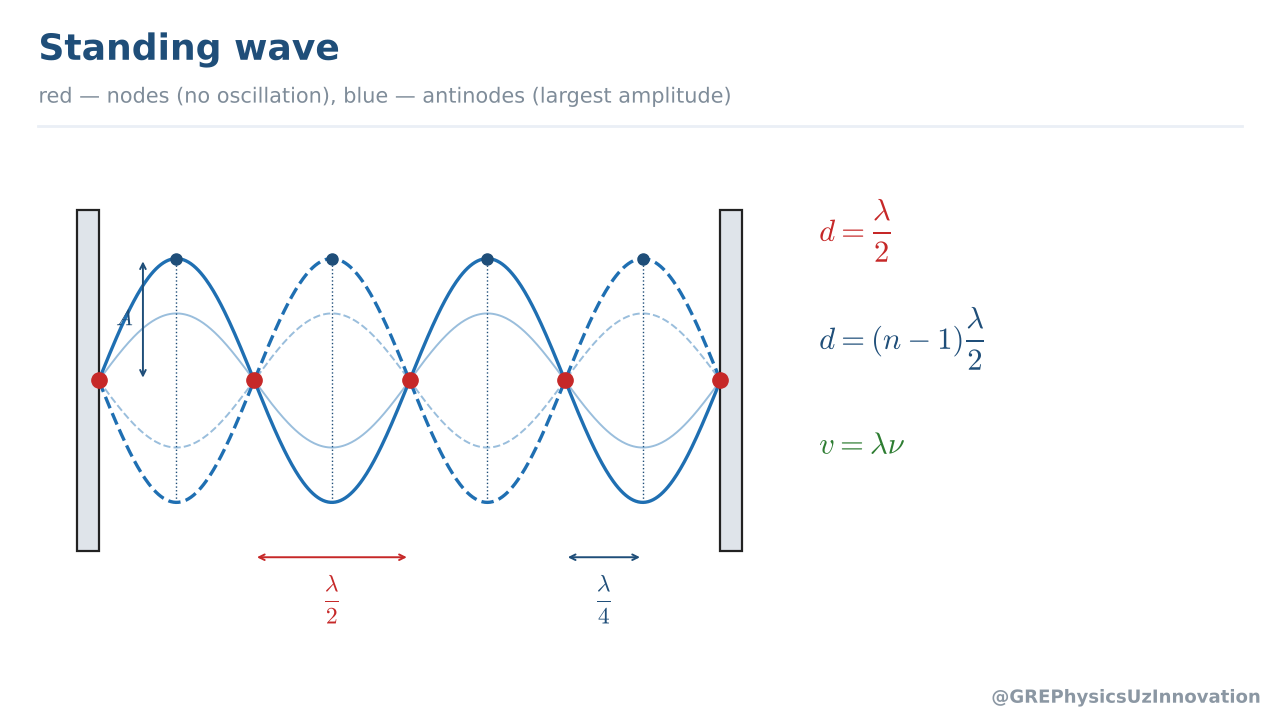 Standing wave
red — nodes (no oscillation), blue — antinodes (largest amplitude)
A
d = λ/2
d = (n − 1)λ/2
v = λν
λ/2
λ/4
@GREPhysicsUzInnovation